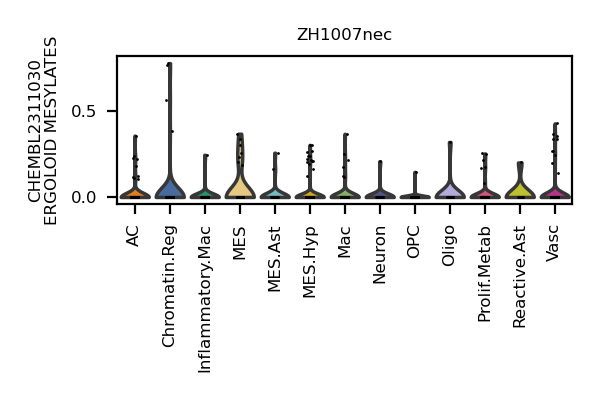 ZH1007nec
CHEMBL2311030
ERGOLOID MESYLATES
0.5
0.0
AC
Chromatin.Reg
Inflammatory.Mac
MES
MES.Ast
MES.Hyp
Mac
Neuron
OPC
Oligo
Prolif.Metab
Reactive.Ast
Vasc